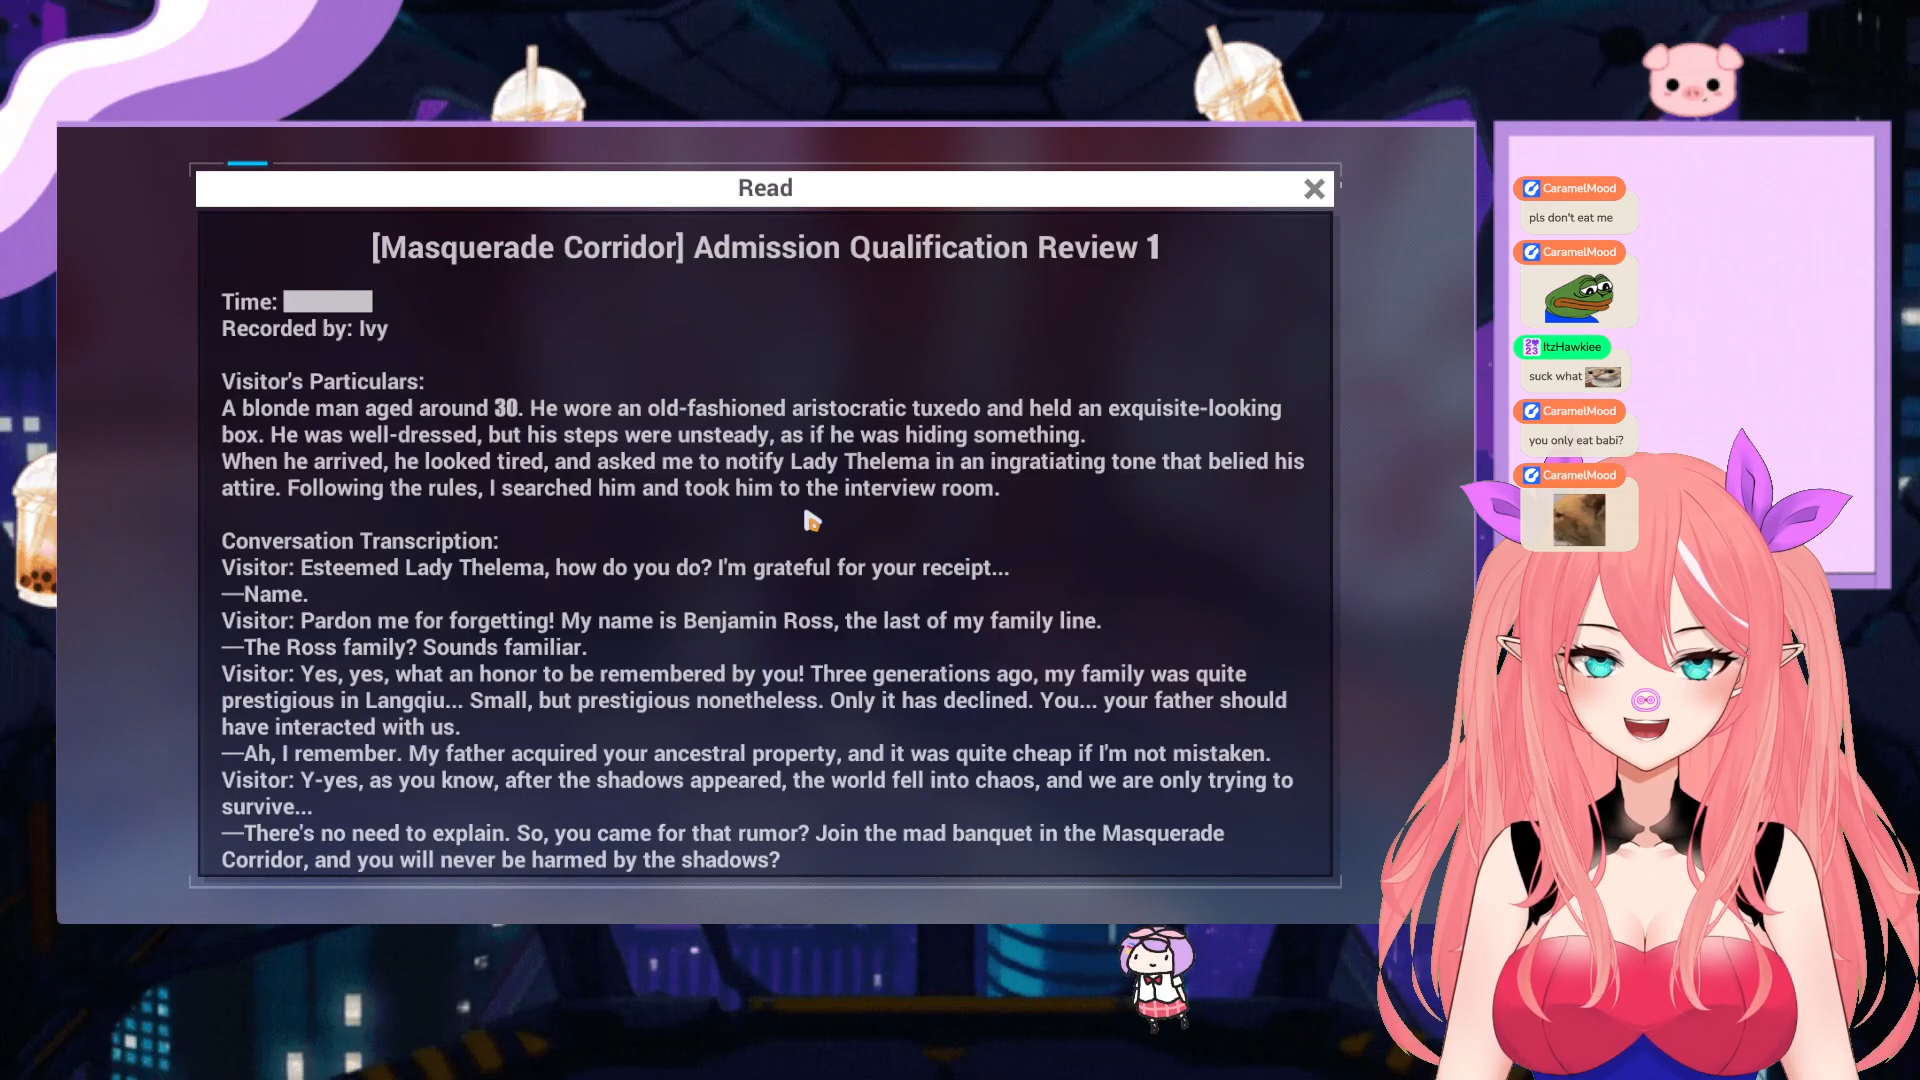 Read
[Masquerade Corridor] Admission Qualification Review 1
Time:
Recorded by: Ivy
Visitor's Particulars:
A blonde man aged around 30. He wore an old-fashioned aristocratic tuxedo and held an exquisite-looking
box. He was well-dressed, but his steps were unsteady, as if he was hiding something.
When he arrived, he looked tired, and asked me to notify Lady Thelema in an ingratiating tone that belied his
attire. Following the rules, I searched him and took him to the interview room.
Conversation Transcription:
Visitor: Esteemed Lady Thelema, how do you do? I'm grateful for your receipt...
—Name.
Visitor: Pardon me for forgetting! My name is Benjamin Ross, the last of my family line.
—The Ross family? Sounds familiar.
Visitor: Yes, yes, what an honor to be remembered by you! Three generations ago, my family was quite
prestigious in Langqiu... Small, but prestigious nonetheless. Only it has declined. You... your father should
have interacted with us.
—Ah, I remember. My father acquired your ancestral property, and it was quite cheap if I'm not mistaken.
Visitor: Y-yes, as you know, after the shadows appeared, the world fell into chaos, and we are only trying to
survive...
—There's no need to explain. So, you came for that rumor? Join the mad banquet in the Masquerade
Corridor, and you will never be harmed by the shadows?
CaramelMood
pls don't eat me
CaramelMood
2♥
23
ItzHawkiee
suck what
CaramelMood
you only eat babi?
CaramelMood